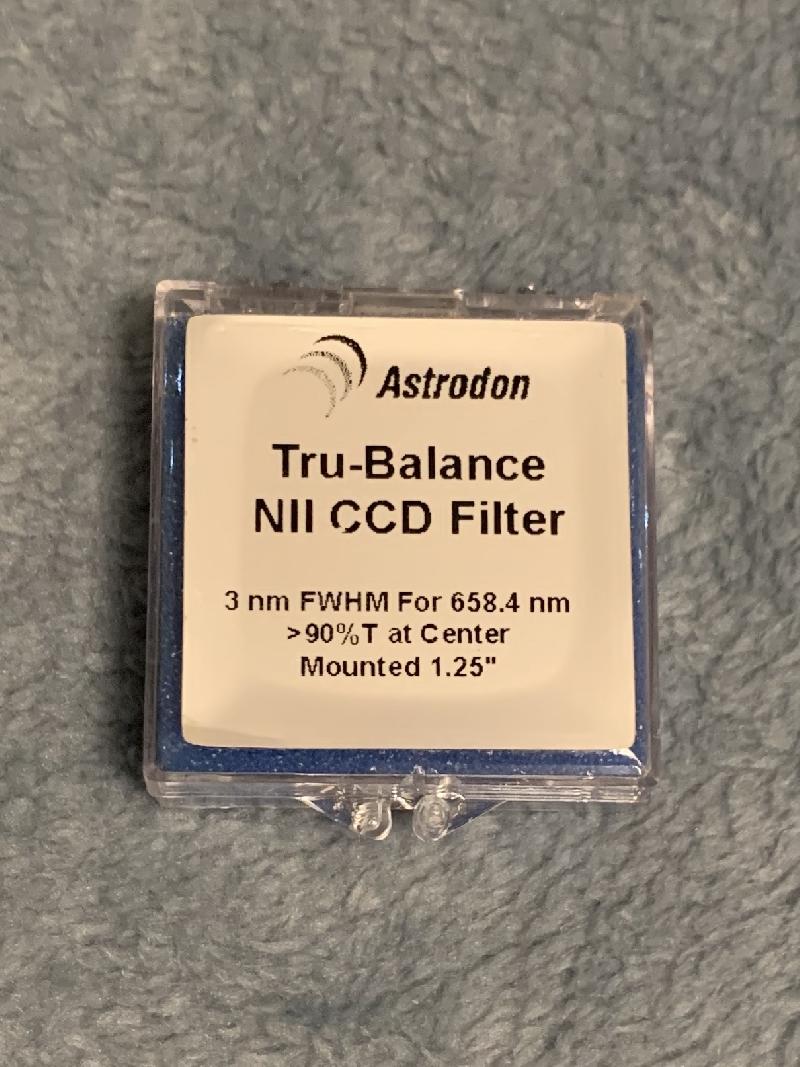 Astrodon
Tru-Balance
NII CCD Filter
3 nm FWHM For 658.4 nm
>90%T at Center
Mounted 1.25"